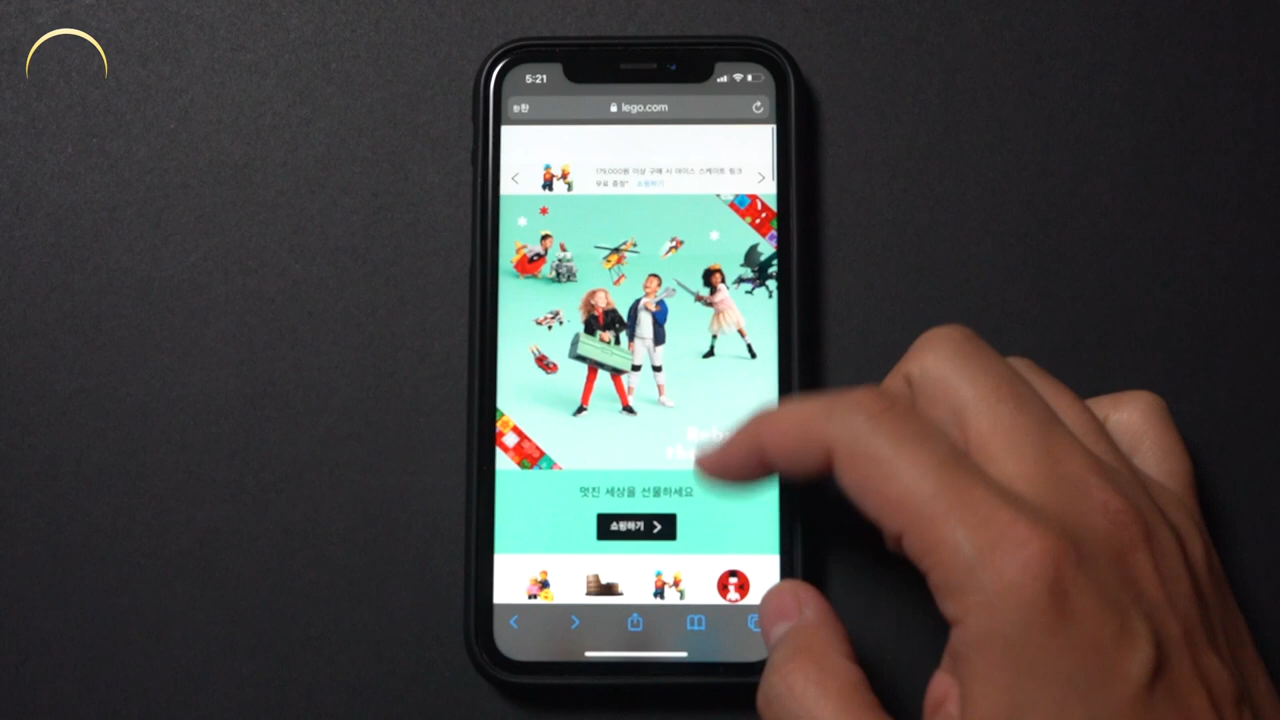 5:21
lego.com
179,000원 이상 구매 시 아이스 스케이트 링크
무료 증정* 쇼핑하기
멋진 세상을 선물하세요
쇼핑하기